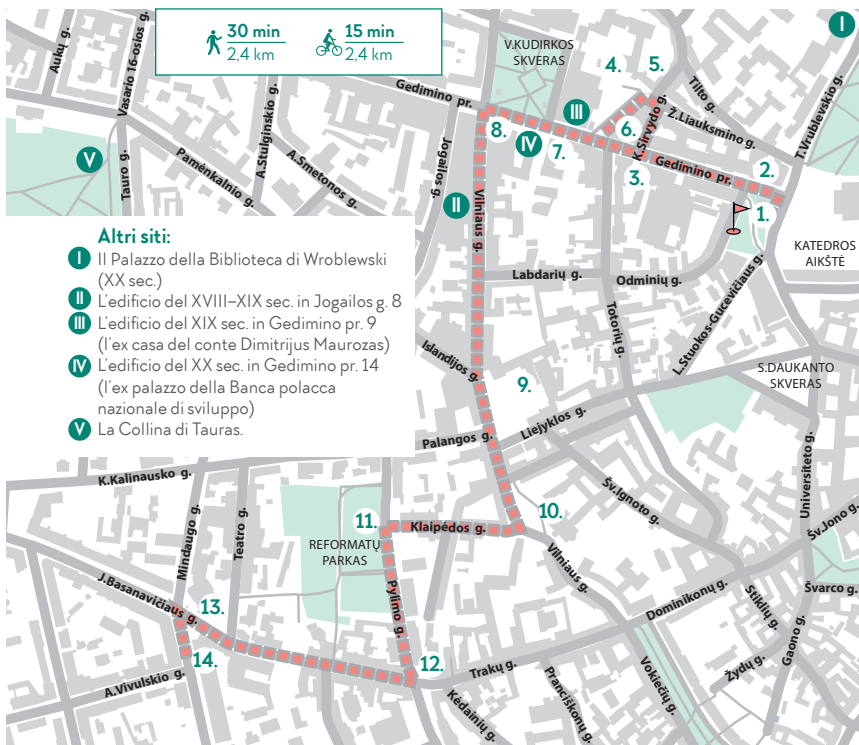 30 min
2,4 km
15 min
2,4 km
I
V.KUDIRKOS
SKVERAS
4.
5.
Aukų g.
Vasario 16-osios g.
Gedimino pr.
A.Stulginskio g.
Tilto g.
Ž.Liauksmino g.
T.Vrublevskio g.
III
8.
IV
7.
6.
K.Sirvydo g.
3.
Gedimino pr.
2.
V
Tauro g.
Pamėnkalnio g.
A.Smetonos g.
Jogailos g.
II
Vilniaus g.
1.
KATEDROS
AIKŠTĖ
Altri siti:
I Il Palazzo della Biblioteca di Wroblewski
(XX sec.)
II L'edificio del XVIII–XIX sec. in Jogailos g. 8
III L'edificio del XIX sec. in Gedimino pr. 9
(l'ex casa del conte Dimitrijus Maurozas)
IV L'edificio del XX sec. in Gedimino pr. 14
(l'ex palazzo della Banca polacca
nazionale di sviluppo)
V La Collina di Tauras.
Labdarių g.
Odminių g.
L.Stuokos-Gucevičiaus g.
Totorių g.
Islandijos g.
9.
S.DAUKANTO
SKVERAS
Palangos g.
Liejyklos g.
K.Kalinausko g.
Universiteto g.
Šv.Ignoto g.
10.
11.
Klaipėdos g.
Šv.Jono g.
Mindaugo g.
Teatro g.
REFORMATŲ
PARKAS
Vilniaus g.
Dominikonų g.
Stiklių g.
Švarco g.
J.Basanavičiaus g.
13.
Pylimo g.
Gaono g.
14.
12.
Trakų g.
Žydų g.
A.Vivulskio g.
Kėdainių g.
Pranciškonų g.
Vokiečių g.